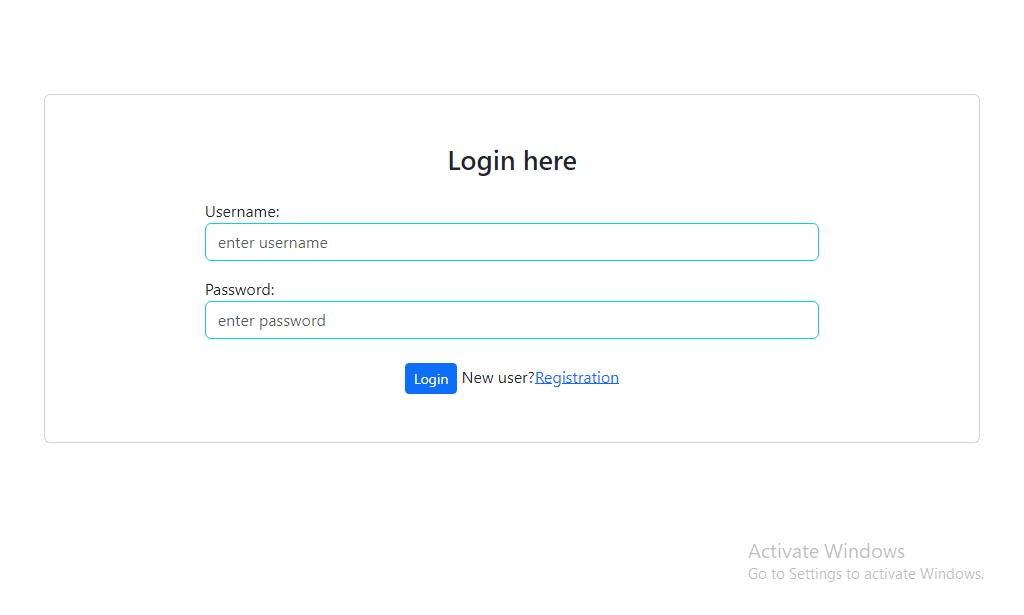 Login here
Username:
enter username
Password:
enter password
Login New user?Registration
Activate Windows
Go to Settings to activate Windows.